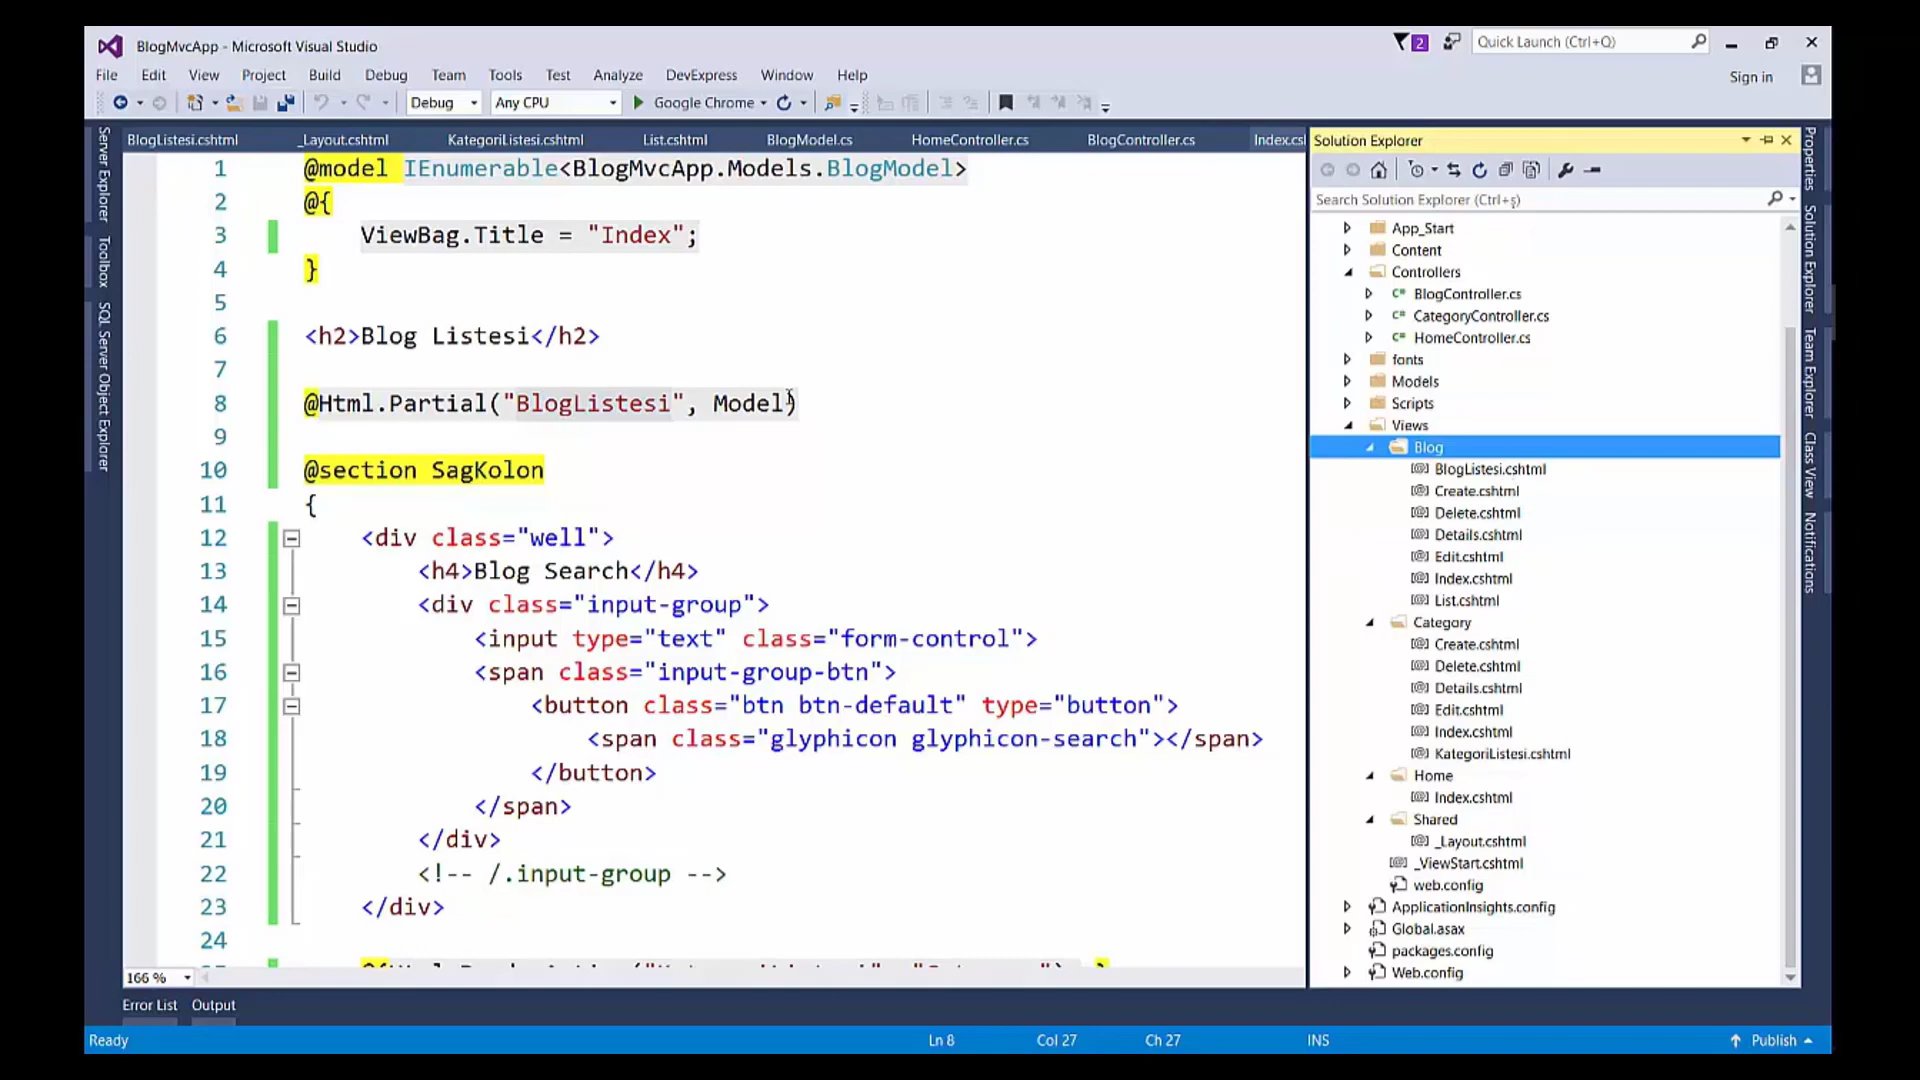 BlogMvcApp - Microsoft Visual Studio
2
Quick Launch (Ctrl+Q)
File Edit View Project Build Debug Team Tools Test Analyze DevExpress Window Help
Sign in
Debug Any CPU Google Chrome
Server Explorer
Toolbox
SQL Server Object Explorer
BlogListesi.cshtml _Layout.cshtml KategoriListesi.cshtml List.cshtml BlogModel.cs HomeController.cs BlogController.cs Index.csl
1 @model IEnumerable<BlogMvcApp.Models.BlogModel>
2 @{
3 ViewBag.Title = "Index";
4 }
5
6 <h2>Blog Listesi</h2>
7
8 @Html.Partial("BlogListesi", Model)
9
10 @section SagKolon
11 {
12 <div class="well">
13 <h4>Blog Search</h4>
14 <div class="input-group">
15 <input type="text" class="form-control">
16 <span class="input-group-btn">
17 <button class="btn btn-default" type="button">
18 <span class="glyphicon glyphicon-search"></span>
19 </button>
20 </span>
21 </div>
22 <!-- /.input-group -->
23 </div>
24
166 %
Solution Explorer
Search Solution Explorer (Ctrl+ş)
App_Start
Content
Controllers
C# BlogController.cs
C# CategoryController.cs
C# HomeController.cs
fonts
Models
Scripts
Views
Blog
[@] BlogListesi.cshtml
[@] Create.cshtml
[@] Delete.cshtml
[@] Details.cshtml
[@] Edit.cshtml
[@] Index.cshtml
[@] List.cshtml
Category
[@] Create.cshtml
[@] Delete.cshtml
[@] Details.cshtml
[@] Edit.cshtml
[@] Index.cshtml
[@] KategoriListesi.cshtml
Home
[@] Index.cshtml
Shared
[@] _Layout.cshtml
[@] _ViewStart.cshtml
web.config
ApplicationInsights.config
Global.asax
packages.config
Web.config
Properties
Solution Explorer
Team Explorer
Class View
Notifications
Error List Output
Ready Ln 8 Col 27 Ch 27 INS Publish